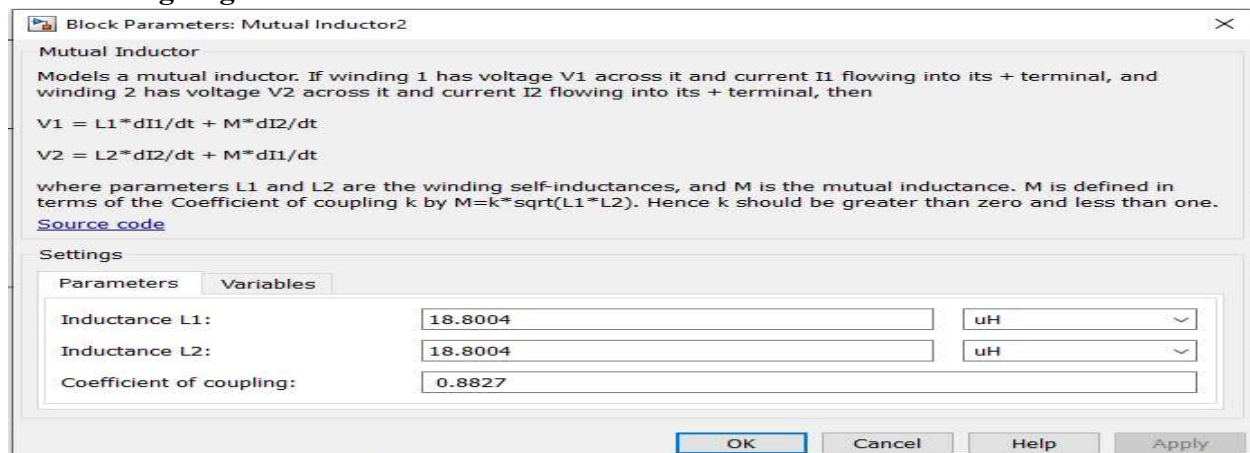 Block Parameters: Mutual Inductor2
Mutual Inductor
Models a mutual inductor. If winding 1 has voltage V1 across it and current I1 flowing into its + terminal, and
winding 2 has voltage V2 across it and current I2 flowing into its + terminal, then
V1 = L1*dI1/dt + M*dI2/dt
V2 = L2*dI2/dt + M*dI1/dt
where parameters L1 and L2 are the winding self-inductances, and M is the mutual inductance. M is defined in
terms of the Coefficient of coupling k by M=k*sqrt(L1*L2). Hence k should be greater than zero and less than one.
Source code
Settings
Parameters Variables
Inductance L1: 18.8004 uH
Inductance L2: 18.8004 uH
Coefficient of coupling: 0.8827
OK Cancel Help Apply